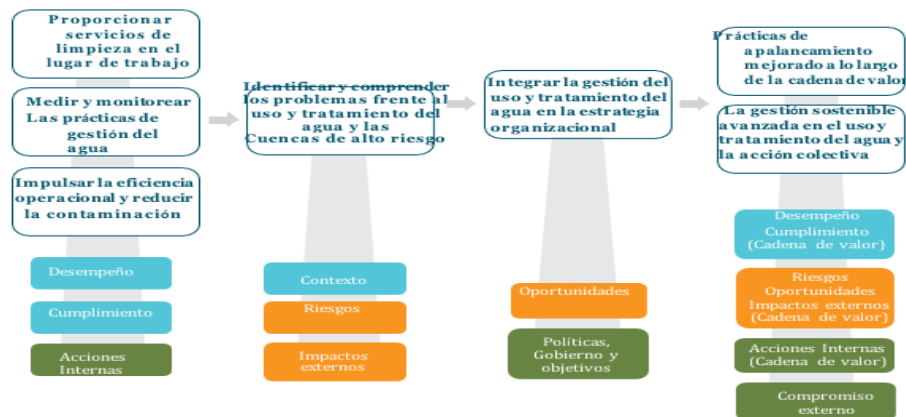 Proporcionar
servicios de
limpieza en el
lugar de trabajo
Medir y monitorcar
Las prácticas de
gestión del
agua
Impulsar la eficiencia
operacional y reducir
la contaminación
Identificar y comprender
los problemas frente al
uso y tratamiento del
agua y las
Cuencas de alto riesgo
Integrar la gestión del
uso y tratamiento del
agua en la estrategia
organizacional
Prácticas de
apalancamiento
mejorado a lo largo
de la cadena de valor
La gestión sostenible
avanzada en el uso y
tratamiento del agua y
la acción colectiva
Desempeño
Cumplimiento
Acciones
Internas
Contexto
Riesgos
Impactos
externos
Oportunidades
Políticas,
Gobierno y
objetivos
Desempeño
Cumplimiento
(Cadena de valor)
Riesgos
Oportunidades
Impactos externos
(Cadena de valor)
Acciones Internas
(Cadena de valor)
Compromiso
externo